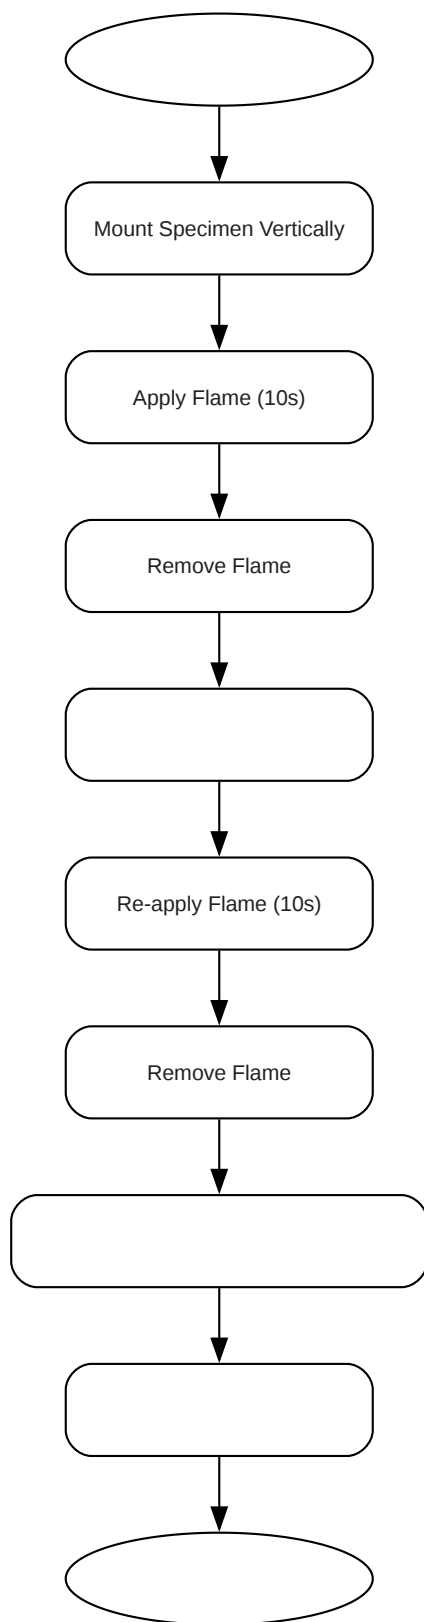 Mount Specimen Vertically
Apply Flame (10s)
Remove Flame
Re-apply Flame (10s)
Remove Flame